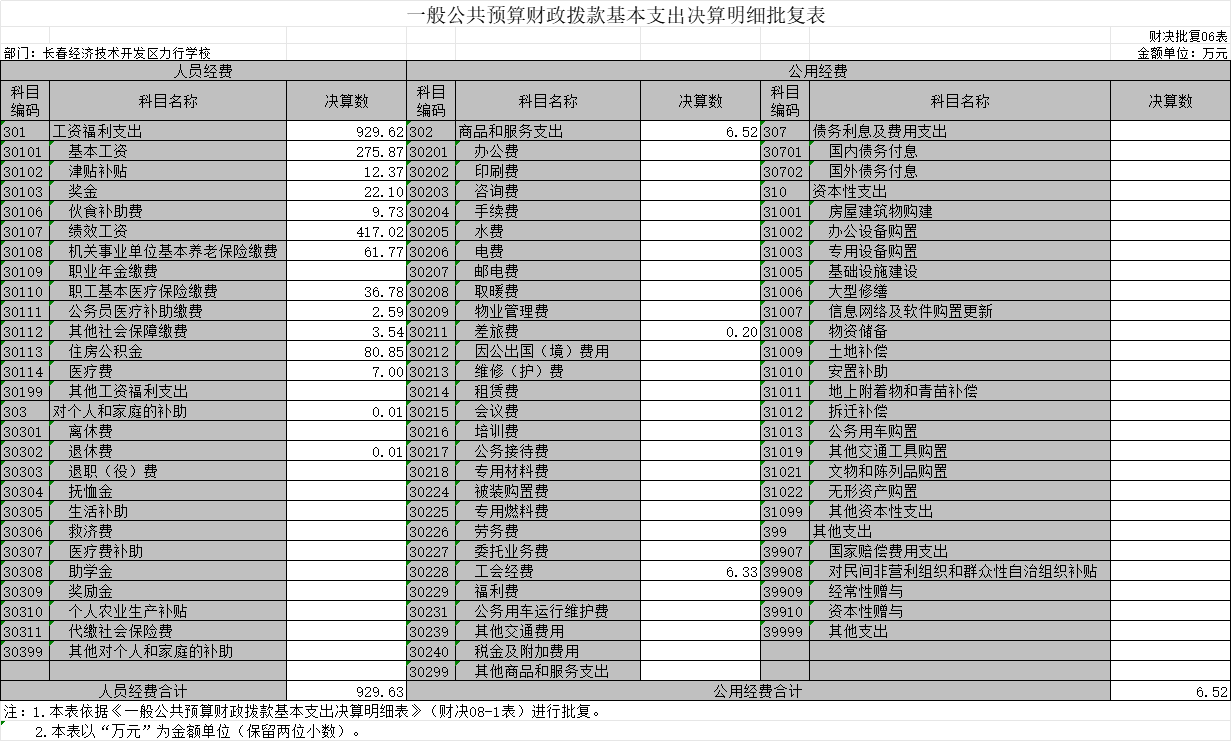 一般公共预算财政拨款基本支出决算明细批复表
财决批复06表
部门：长春经济技术开发区力行学校 金额单位：万元
人员经费 公用经费
科目编码 科目名称 决算数 科目编码 科目名称 决算数 科目编码 科目名称 决算数
301 工资福利支出 929.62 302 商品和服务支出 6.52 307 债务利息及费用支出
30101 基本工资 275.87 30201 办公费 30701 国内债务付息
30102 津贴补贴 12.37 30202 印刷费 30702 国外债务付息
30103 奖金 22.10 30203 咨询费 310 资本性支出
30106 伙食补助费 9.73 30204 手续费 31001 房屋建筑物购建
30107 绩效工资 417.02 30205 水费 31002 办公设备购置
30108 机关事业单位基本养老保险缴费 61.77 30206 电费 31003 专用设备购置
30109 职业年金缴费 30207 邮电费 31005 基础设施建设
30110 职工基本医疗保险缴费 36.78 30208 取暖费 31006 大型修缮
30111 公务员医疗补助缴费 2.59 30209 物业管理费 31007 信息网络及软件购置更新
30112 其他社会保障缴费 3.54 30211 差旅费 0.20 31008 物资储备
30113 住房公积金 80.85 30212 因公出国（境）费用 31009 土地补偿
30114 医疗费 7.00 30213 维修（护）费 31010 安置补助
30199 其他工资福利支出 30214 租赁费 31011 地上附着物和青苗补偿
303 对个人和家庭的补助 0.01 30215 会议费 31012 拆迁补偿
30301 离休费 30216 培训费 31013 公务用车购置
30302 退休费 0.01 30217 公务接待费 31019 其他交通工具购置
30303 退职（役）费 30218 专用材料费 31021 文物和陈列品购置
30304 抚恤金 30224 被装购置费 31022 无形资产购置
30305 生活补助 30225 专用燃料费 31099 其他资本性支出
30306 救济费 30226 劳务费 399 其他支出
30307 医疗费补助 30227 委托业务费 39907 国家赔偿费用支出
30308 助学金 30228 工会经费 6.33 39908 对民间非营利组织和群众性自治组织补贴
30309 奖励金 30229 福利费 39909 经常性赠与
30310 个人农业生产补贴 30231 公务用车运行维护费 39910 资本性赠与
30311 代缴社会保险费 30239 其他交通费用 39999 其他支出
30399 其他对个人和家庭的补助 30240 税金及附加费用
30299 其他商品和服务支出
人员经费合计 929.63 公用经费合计 6.52
注：1.本表依据《一般公共预算财政拨款基本支出决算明细表》（财决08-1表）进行批复。
2.本表以“万元”为金额单位（保留两位小数）。